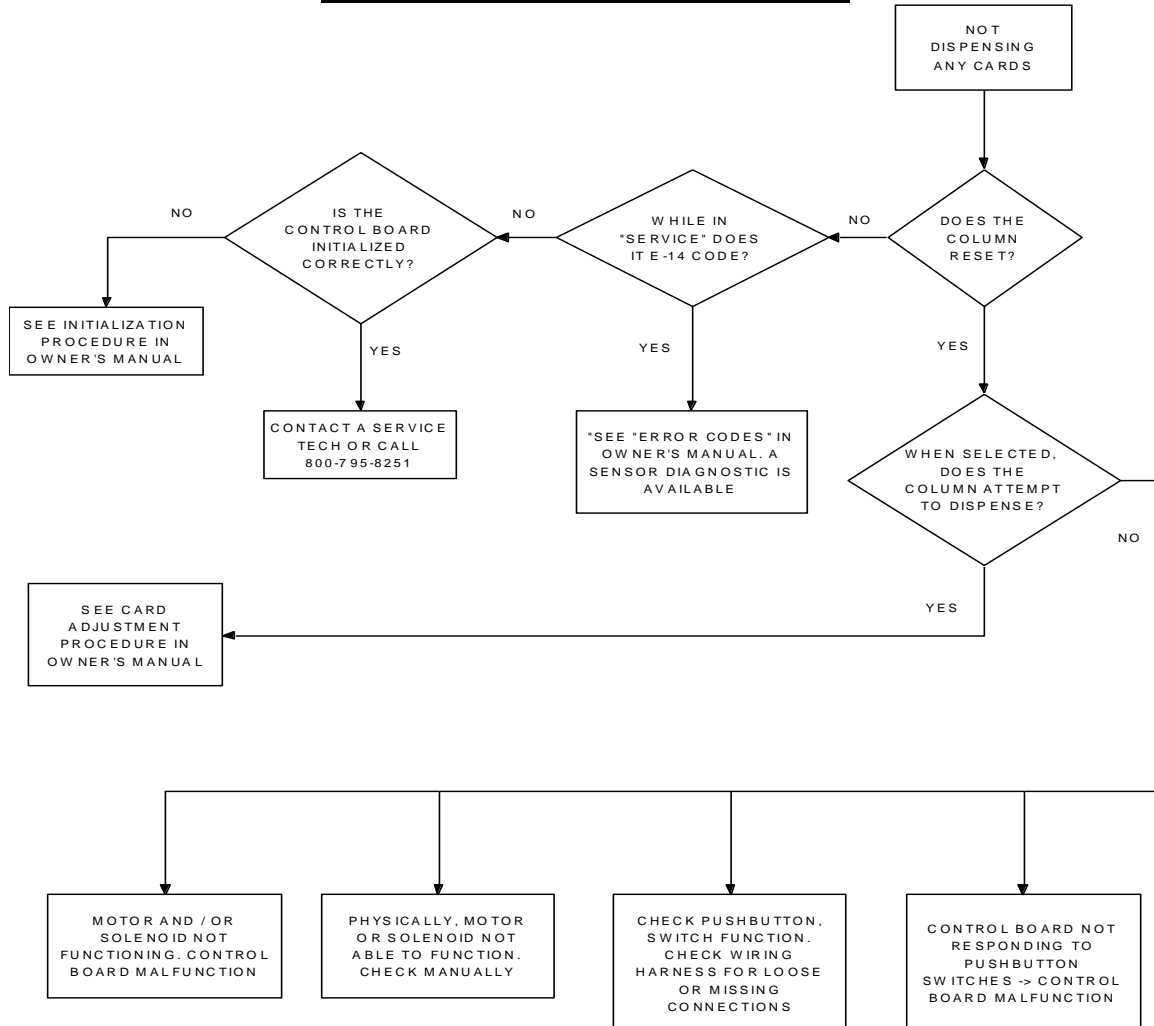 NOT
DISPENSING
ANY CARDS
DOES THE
COLUMN
RESET?
NO
WHILE IN
"SERVICE" DOES
IT E-14 CODE?
NO
IS THE
CONTROL BOARD
INITIALIZED
CORRECTLY?
NO
SEE INITIALIZATION
PROCEDURE IN
OWNER'S MANUAL
YES
CONTACT A SERVICE
TECH OR CALL
800-795-8251
YES
"SEE "ERROR CODES" IN
OWNER'S MANUAL. A
SENSOR DIAGNOSTIC IS
AVAILABLE
YES
WHEN SELECTED,
DOES THE
COLUMN ATTEMPT
TO DISPENSE?
NO
YES
SEE CARD
ADJUSTMENT
PROCEDURE IN
OWNER'S MANUAL
MOTOR AND / OR
SOLENOID NOT
FUNCTIONING. CONTROL
BOARD MALFUNCTION
PHYSICALLY, MOTOR
OR SOLENOID NOT
ABLE TO FUNCTION.
CHECK MANUALLY
CHECK PUSHBUTTON,
SWITCH FUNCTION.
CHECK WIRING
HARNESS FOR LOOSE
OR MISSING
CONNECTIONS
CONTROL BOARD NOT
RESPONDING TO
PUSHBUTTON
SWITCHES -> CONTROL
BOARD MALFUNCTION